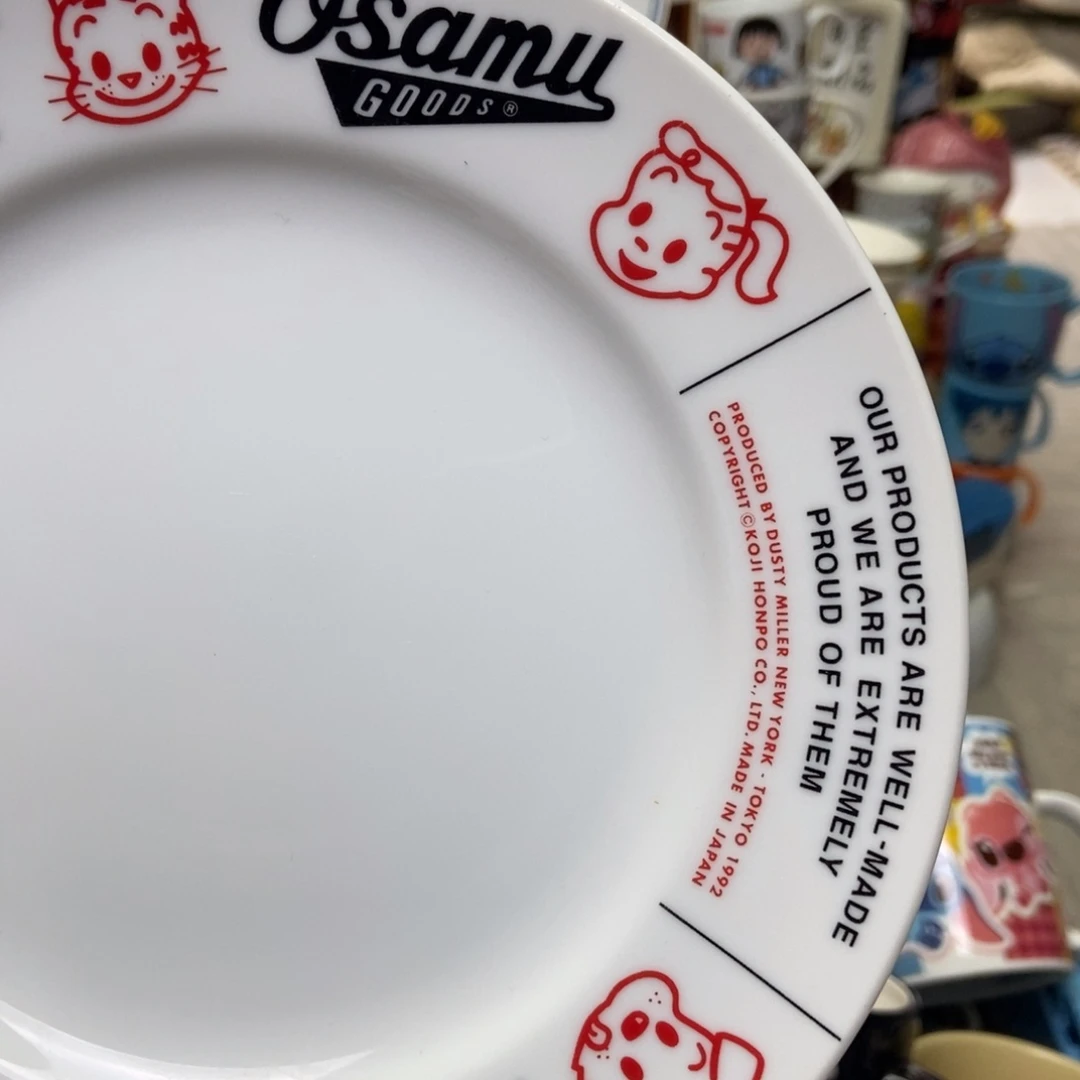 Osamu
GOODS®
OUR PRODUCTS ARE WELL-MADE
AND WE ARE EXTREMELY
PROUD OF THEM
PRODUCED BY DUSTY MILLER NEW YORK · TOKYO 1992
COPYRIGHT © KOJI HONPO CO., LTD. MADE IN JAPAN